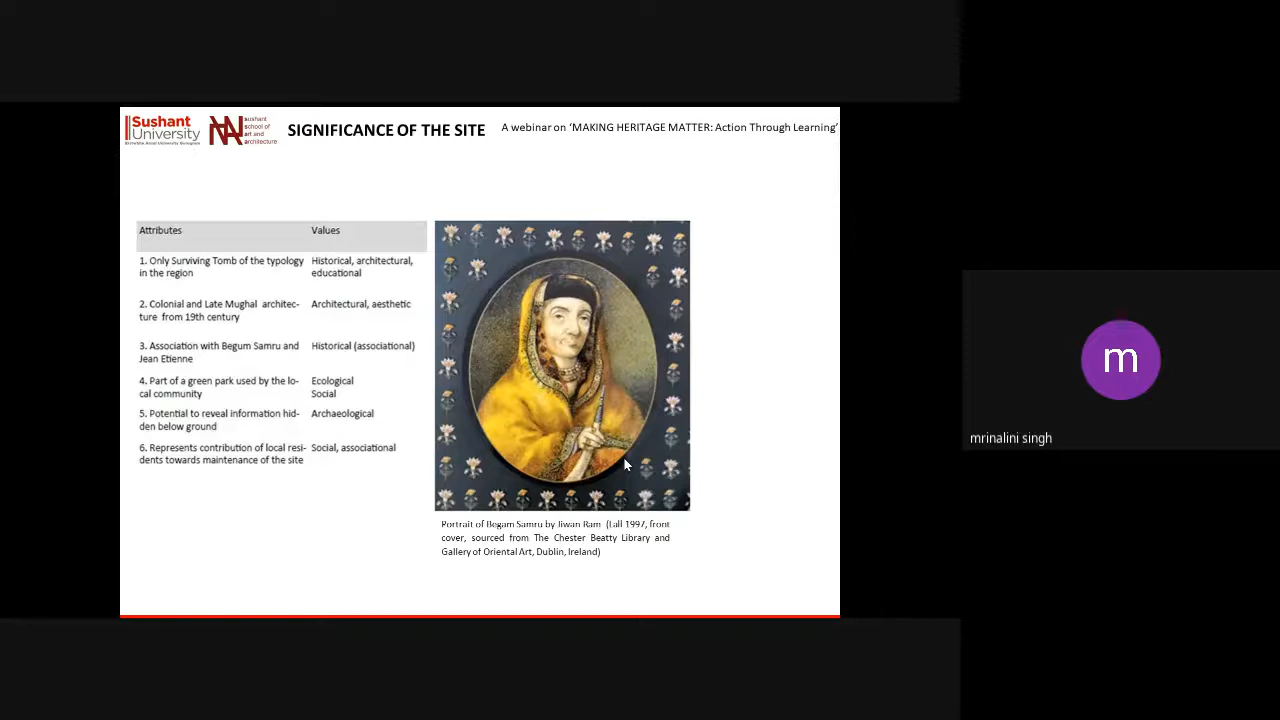 Sushant
University
sushant
school of
art and
architecture
SIGNIFICANCE OF THE SITE
A webinar on ‘MAKING HERITAGE MATTER: Action Through Learning’
Attributes Values
1. Only Surviving Tomb of the typology Historical, architectural,
in the region educational
2. Colonial and Late Mughal architec- Architectural, aesthetic
ture from 19th century
3. Association with Begum Samru and Historical (associational)
Jean Etienne
4. Part of a green park used by the lo- Ecological
cal community Social
5. Potential to reveal information hid- Archaeological
den below ground
6. Represents contribution of local resi- Social, associational
dents towards maintenance of the site
Portrait of Begam Samru by Jiwan Ram (Lall 1997, front
cover, sourced from The Chester Beatty Library and
Gallery of Oriental Art, Dublin, Ireland)
m
mrinalini singh